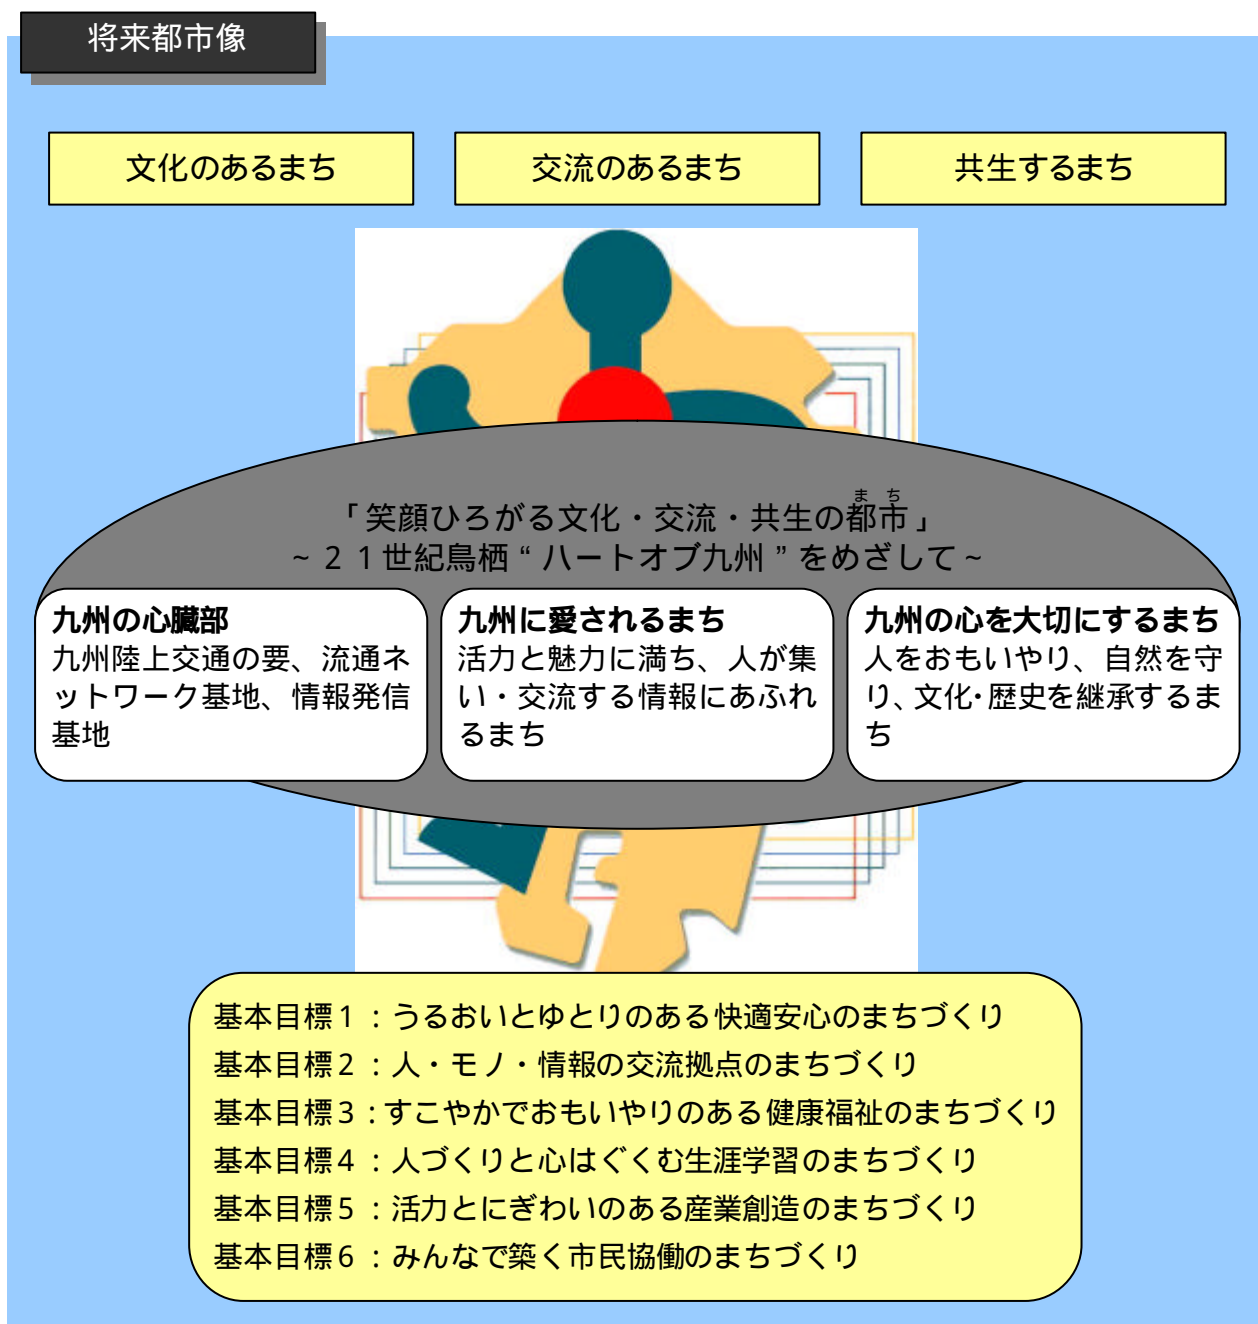 将来都市像
文化のあるまち
交流のあるまち
共生するまち
まち
「笑顔ひろがる文化・交流・共生の都市」
~２１世紀鳥栖“ハートオブ九州”をめざして~
九州の心臓部
九州陸上交通の要、流通ネ
ットワーク基地、情報発信
基地
九州に愛されるまち
活力と魅力に満ち、人が集
い・交流する情報にあふれ
るまち
九州の心を大切にするまち
人をおもいやり、自然を守
り、文化・歴史を継承するま
ち
基本目標１：うるおいとゆとりのある快適安心のまちづくり
基本目標２：人・モノ・情報の交流拠点のまちづくり
基本目標３：すこやかでおもいやりのある健康福祉のまちづくり
基本目標４：人づくりと心はぐくむ生涯学習のまちづくり
基本目標５：活力とにぎわいのある産業創造のまちづくり
基本目標６：みんなで築く市民協働のまちづくり